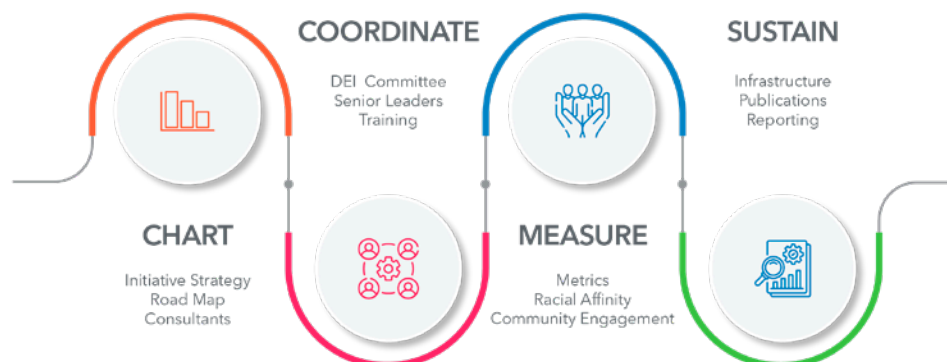 CHART
Initiative Strategy
Road Map
Consultants
COORDINATE
DEI Committee
Senior Leaders
Training
MEASURE
Metrics
Racial Affinity
Community Engagement
SUSTAIN
Infrastructure
Publications
Reporting